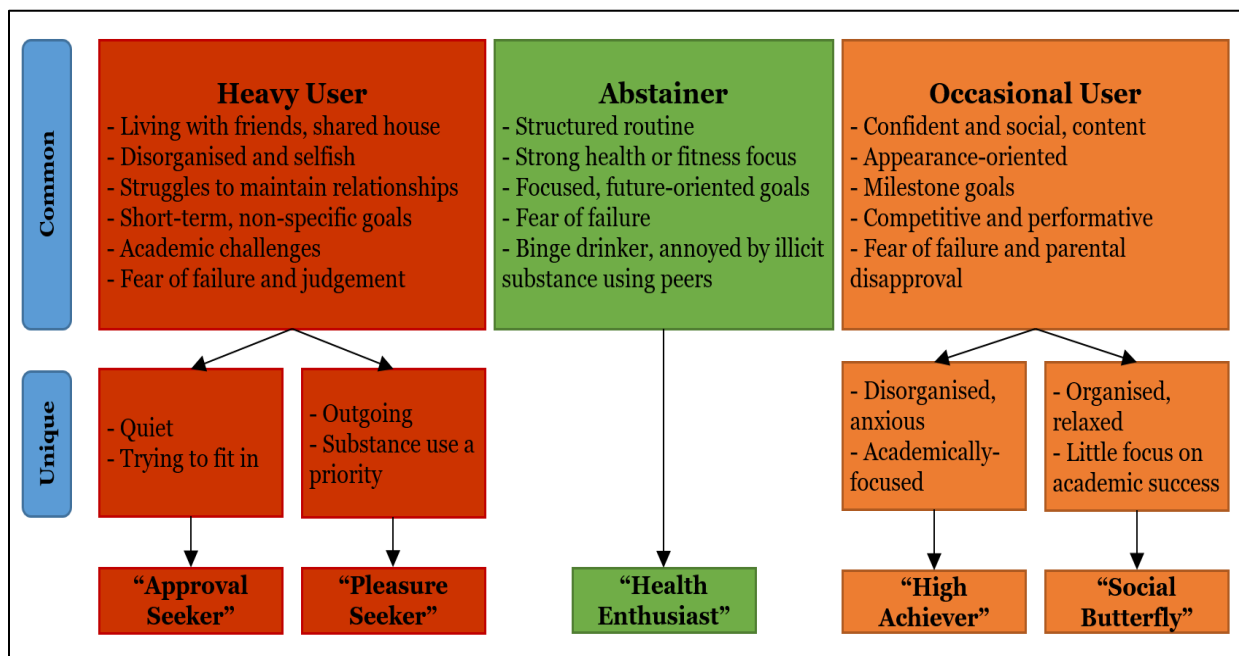 Common
Heavy User
- Living with friends, shared house
- Disorganised and selfish
- Struggles to maintain relationships
- Short-term, non-specific goals
- Academic challenges
- Fear of failure and judgement
Abstainer
- Structured routine
- Strong health or fitness focus
- Focused, future-oriented goals
- Fear of failure
- Binge drinker, annoyed by illicit
substance using peers
Occasional User
- Confident and social, content
- Appearance-oriented
- Milestone goals
- Competitive and performative
- Fear of failure and parental
disapproval
Unique
- Quiet
- Trying to fit in
- Outgoing
- Substance use a
priority
- Disorganised,
anxious
- Academically-
focused
- Organised,
relaxed
- Little focus on
academic success
“Approval
Seeker”
“Pleasure
Seeker”
“Health
Enthusiast”
“High
Achiever”
“Social
Butterfly”